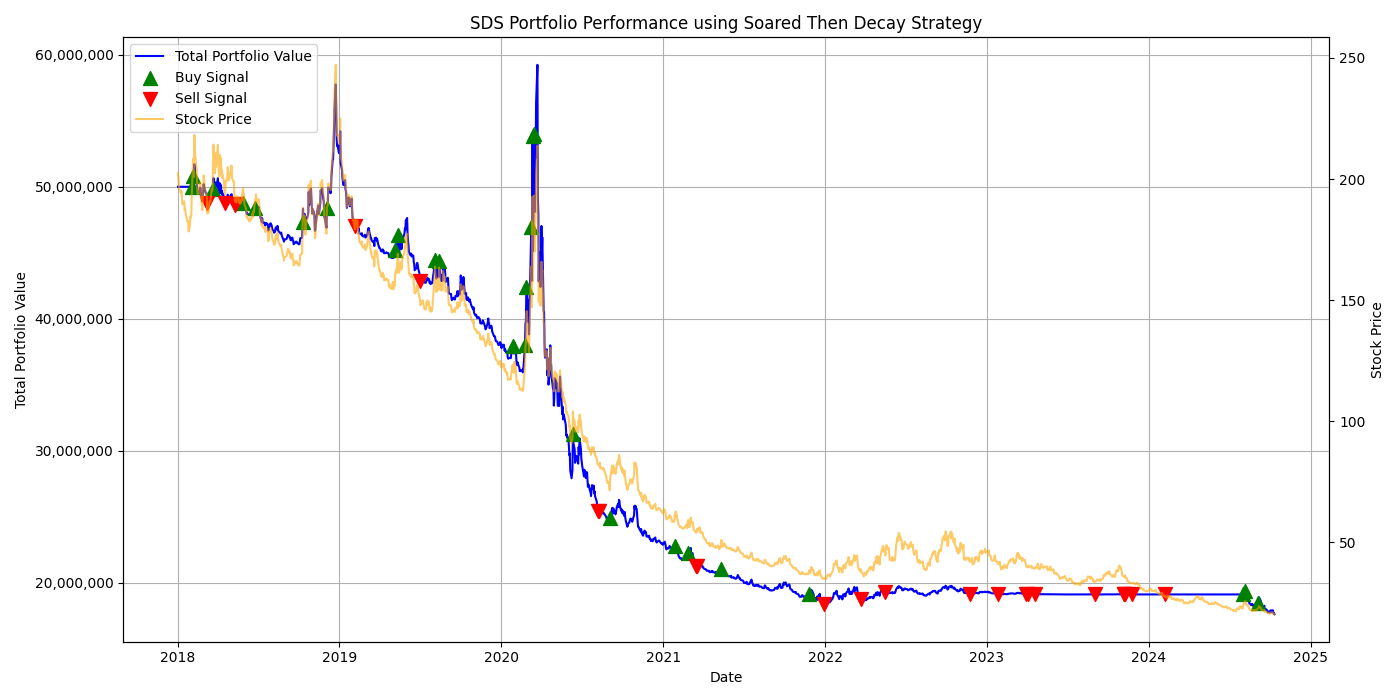 SDS Portfolio Performance using Soared Then Decay Strategy
Total Portfolio Value
Buy Signal
Sell Signal
Stock Price
60,000,000
50,000,000
40,000,000
30,000,000
20,000,000
Total Portfolio Value
250
200
150
100
50
Stock Price
2018
2019
2020
2021
2022
2023
2024
2025
Date